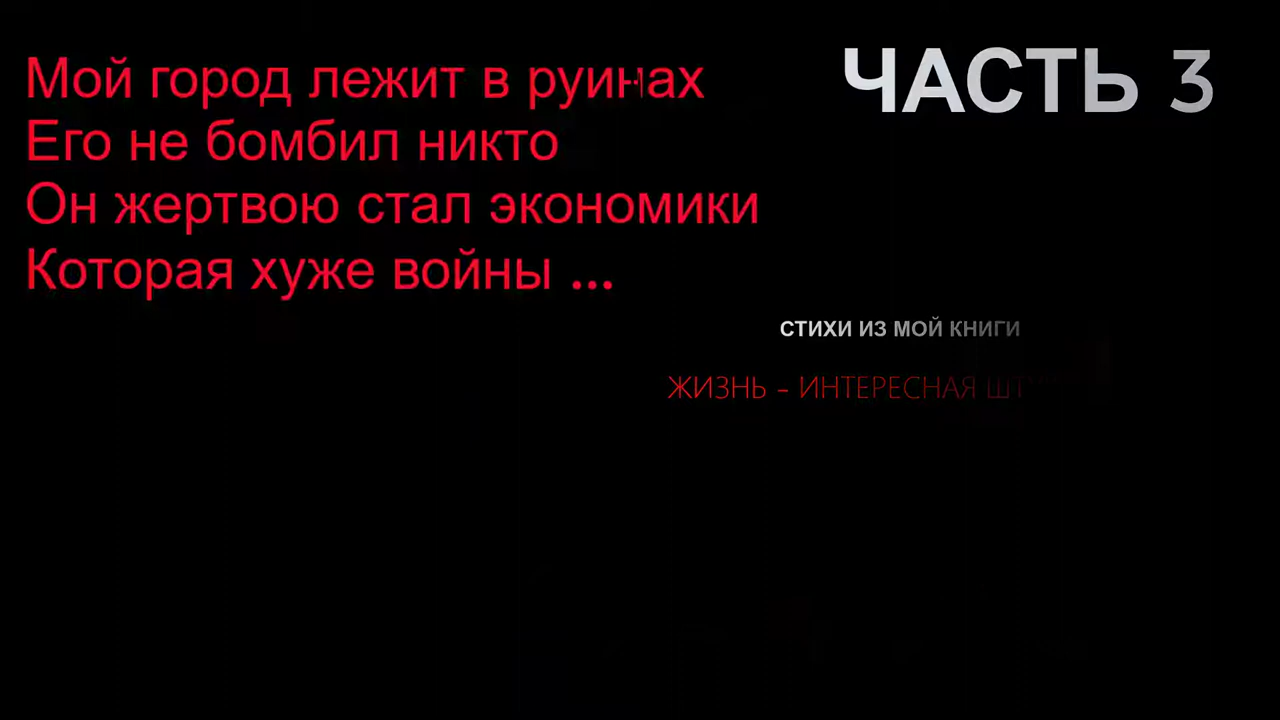 Мой город лежит в руинах
Его не бомбил никто
Он жертвою стал экономики
Которая хуже войны ...
ЧАСТЬ 3
СТИХИ ИЗ МОЙ КНИГИ
ЖИЗНЬ – ИНТЕРЕСНАЯ